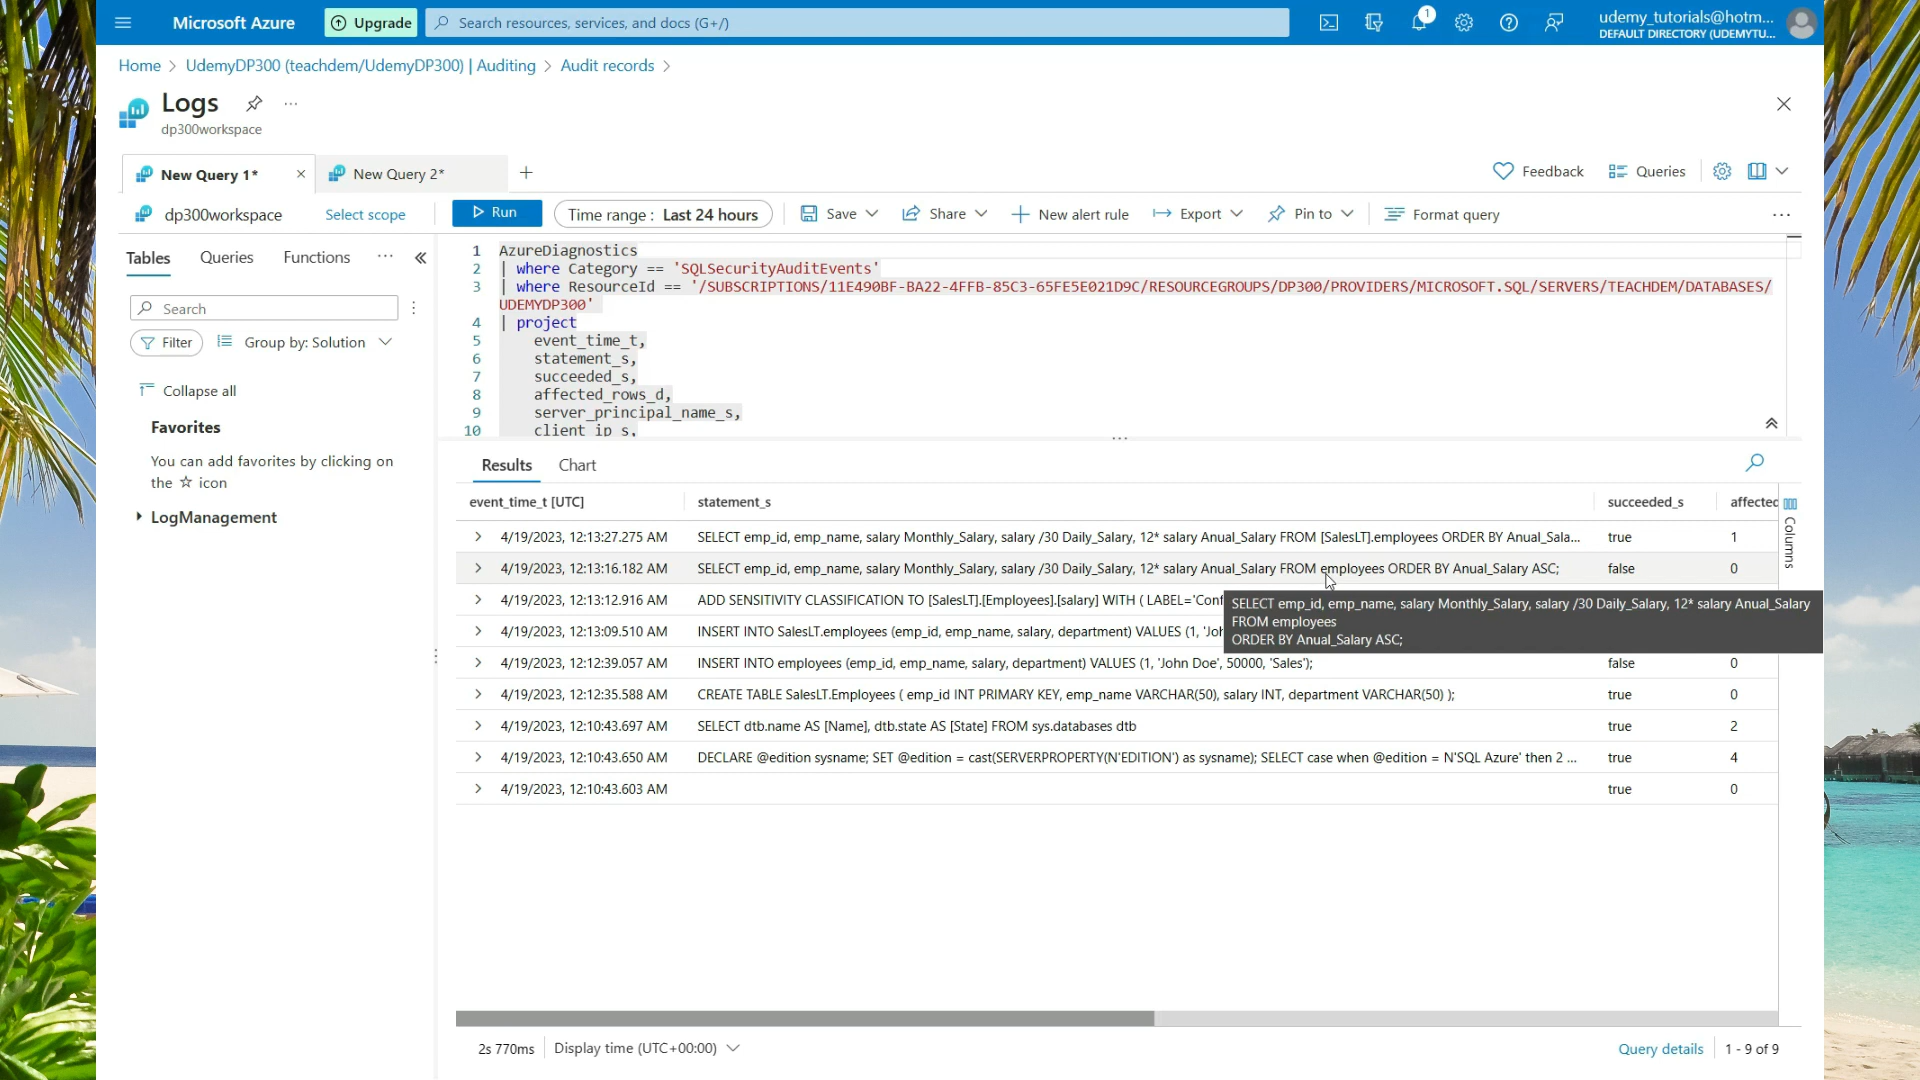 Microsoft Azure
Upgrade
Search resources, services, and docs (G+/)
1
udemy_tutorials@hotm...
DEFAULT DIRECTORY (UDEMYTU...
Home > UdemyDP300 (teachdem/UdemyDP300) | Auditing > Audit records >
Logs
...
dp300workspace
New Query 1*
New Query 2*
Feedback
Queries
dp300workspace
Select scope
Run
Time range : Last 24 hours
Save
Share
New alert rule
Export
Pin to
Format query
...
Tables
Queries
Functions
...
Search
Filter
Group by: Solution
Collapse all
Favorites
You can add favorites by clicking on
the ☆ icon
LogManagement
1 AzureDiagnostics
2 | where Category == 'SQLSecurityAuditEvents'
3 | where ResourceId == '/SUBSCRIPTIONS/11E490BF-BA22-4FFB-85C3-65FE5E021D9C/RESOURCEGROUPS/DP300/PROVIDERS/MICROSOFT.SQL/SERVERS/TEACHDEM/DATABASES/
UDEMYDP300'
4 | project
5 event_time_t,
6 statement_s,
7 succeeded_s,
8 affected_rows_d,
9 server_principal_name_s,
10 client_ip_s,
Results
Chart
event_time_t [UTC] statement_s succeeded_s affected
4/19/2023, 12:13:27.275 AM SELECT emp_id, emp_name, salary Monthly_Salary, salary /30 Daily_Salary, 12* salary Anual_Salary FROM [SalesLT].employees ORDER BY Anual_Sala... true 1
4/19/2023, 12:13:16.182 AM SELECT emp_id, emp_name, salary Monthly_Salary, salary /30 Daily_Salary, 12* salary Anual_Salary FROM employees ORDER BY Anual_Salary ASC; false 0
4/19/2023, 12:13:12.916 AM ADD SENSITIVITY CLASSIFICATION TO [SalesLT].[Employees].[salary] WITH ( LABEL='Conf
4/19/2023, 12:13:09.510 AM INSERT INTO SalesLT.employees (emp_id, emp_name, salary, department) VALUES (1, 'Joh
SELECT emp_id, emp_name, salary Monthly_Salary, salary /30 Daily_Salary, 12* salary Anual_Salary
FROM employees
ORDER BY Anual_Salary ASC;
4/19/2023, 12:12:39.057 AM INSERT INTO employees (emp_id, emp_name, salary, department) VALUES (1, 'John Doe', 50000, 'Sales'); false 0
4/19/2023, 12:12:35.588 AM CREATE TABLE SalesLT.Employees ( emp_id INT PRIMARY KEY, emp_name VARCHAR(50), salary INT, department VARCHAR(50) ); true 0
4/19/2023, 12:10:43.697 AM SELECT dtb.name AS [Name], dtb.state AS [State] FROM sys.databases dtb true 2
4/19/2023, 12:10:43.650 AM DECLARE @edition sysname; SET @edition = cast(SERVERPROPERTY(N'EDITION') as sysname); SELECT case when @edition = N'SQL Azure' then 2 ... true 4
4/19/2023, 12:10:43.603 AM true 0
Columns
2s 770ms
Display time (UTC+00:00)
Query details
1 - 9 of 9